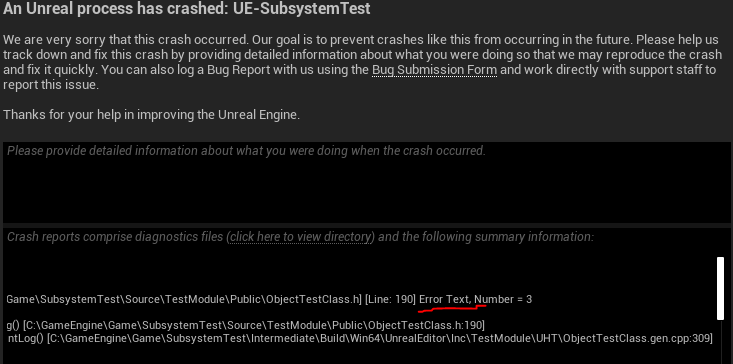 An Unreal process has crashed: UE-SubsystemTest
We are very sorry that this crash occurred. Our goal is to prevent crashes like this from occurring in the future. Please help us
track down and fix this crash by providing detailed information about what you were doing so that we may reproduce the crash
and fix it quickly. You can also log a Bug Report with us using the Bug Submission Form and work directly with support staff to
report this issue.
Thanks for your help in improving the Unreal Engine.
Please provide detailed information about what you were doing when the crash occurred.
Crash reports comprise diagnostics files (click here to view directory) and the following summary information:
Game\SubsystemTest\Source\TestModule\Public\ObjectTestClass.h] [Line: 190] Error Text, Number = 3
g() [C:\GameEngine\Game\SubsystemTest\Source\TestModule\Public\ObjectTestClass.h:190]
ntLog() [C:\GameEngine\Game\SubsystemTest\Intermediate\Build\Win64\UnrealEditor\Inc\TestModule\UHT\ObjectTestClass.gen.cpp:309]